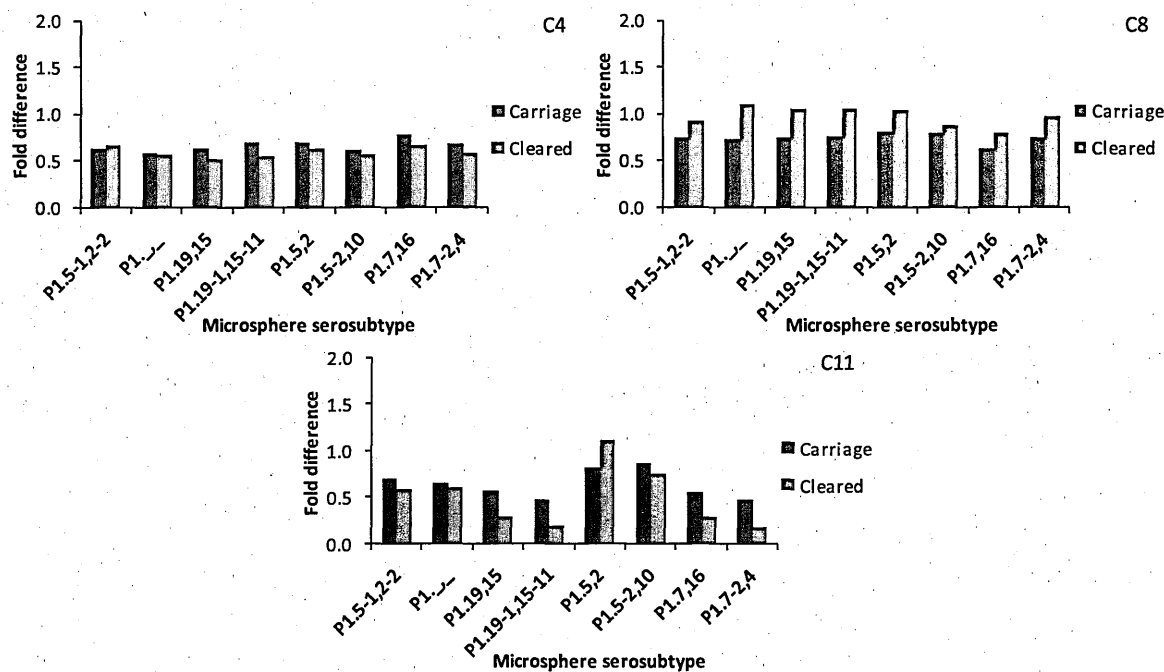 C4
2.0
1.5
1.0
0.5
0.0
Fold difference
Carriage
Cleared
P1.5-1,2-2
P1._,_
P1.19,15
P1.19-1,15-11
P1.5,2
P1.5-2,10
P1.7,16
P1.7-2,4
Microsphere serosubtype
C8
2.0
1.5
1.0
0.5
0.0
Fold difference
Carriage
Cleared
P1.5-1,2-2
P1._,_
P1.19,15
P1.19-1,15-11
P1.5,2
P1.5-2,10
P1.7,16
P1.7-2,4
Microsphere serosubtype
C11
2.0
1.5
1.0
0.5
0.0
Fold difference
Carriage
Cleared
P1.5-1,2-2
P1._,_
P1.19,15
P1.19-1,15-11
P1.5,2
P1.5-2,10
P1.7,16
P1.7-2,4
Microsphere serosubtype